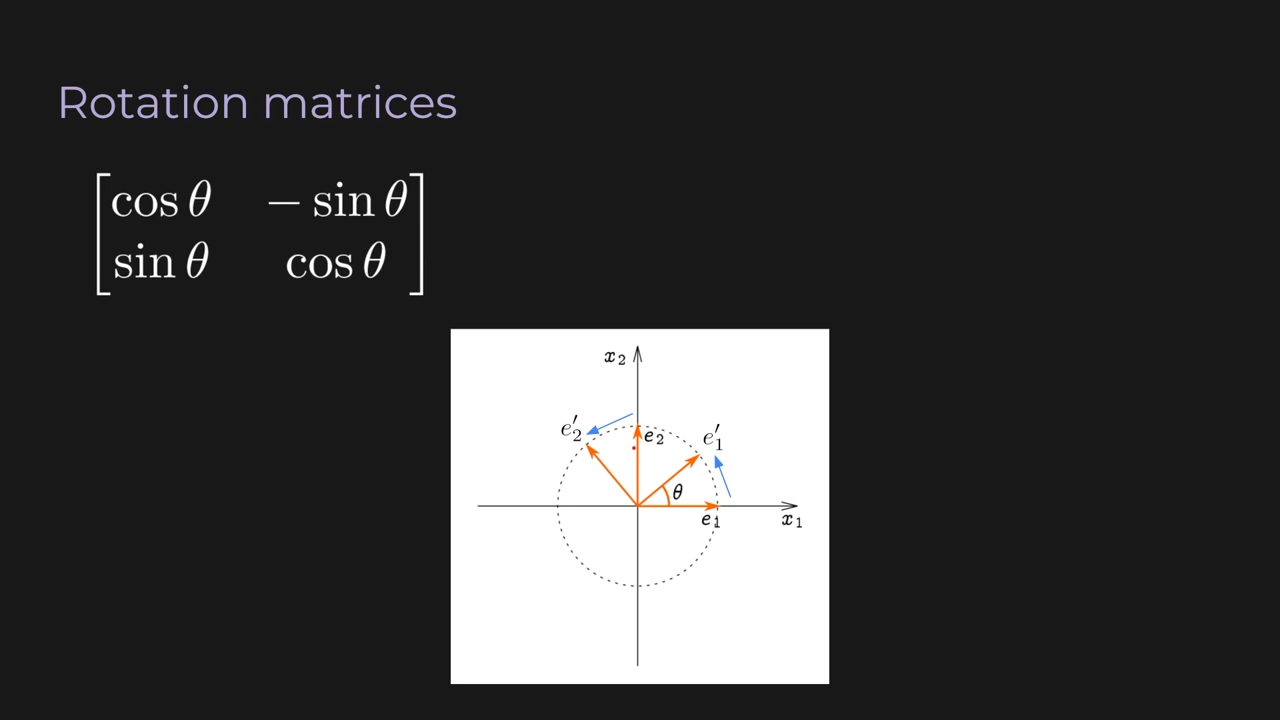 Rotation matrices
cos θ − sin θ
sin θ cos θ
x₂
e′₂
e₂
e′₁
θ
e₁
x₁